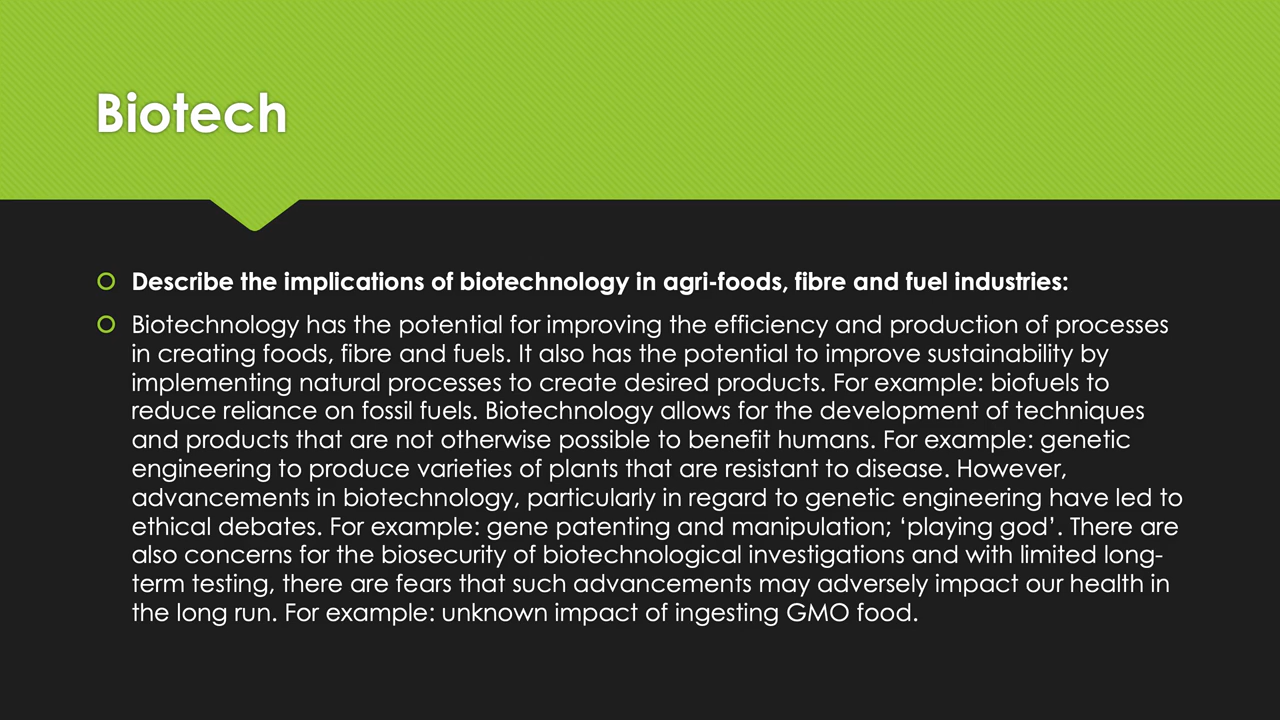 Biotech
Describe the implications of biotechnology in agri-foods, fibre and fuel industries:
Biotechnology has the potential for improving the efficiency and production of processes
in creating foods, fibre and fuels. It also has the potential to improve sustainability by
implementing natural processes to create desired products. For example: biofuels to
reduce reliance on fossil fuels. Biotechnology allows for the development of techniques
and products that are not otherwise possible to benefit humans. For example: genetic
engineering to produce varieties of plants that are resistant to disease. However,
advancements in biotechnology, particularly in regard to genetic engineering have led to
ethical debates. For example: gene patenting and manipulation; ‘playing god’. There are
also concerns for the biosecurity of biotechnological investigations and with limited long-
term testing, there are fears that such advancements may adversely impact our health in
the long run. For example: unknown impact of ingesting GMO food.